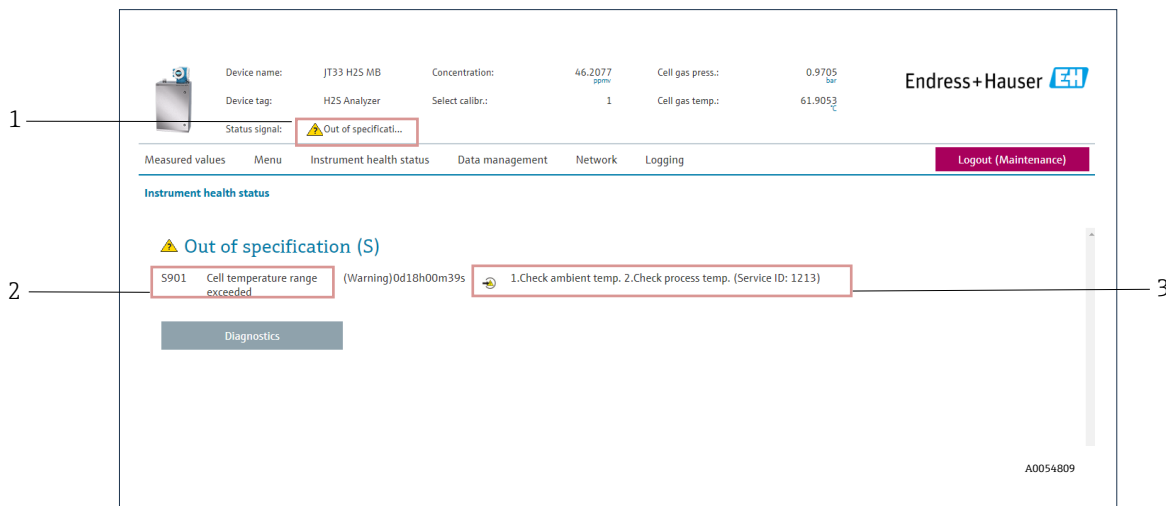 Device name: JT33 H2S MB Concentration: 46.2077 ppmv Cell gas press.: 0.9705 bar
Endress+Hauser EH
Device tag: H2S Analyzer Select calibr.: 1 Cell gas temp.: 61.9053 °C
1
Status signal: Out of specificati...
Measured values Menu Instrument health status Data management Network Logging Logout (Maintenance)
Instrument health status
Out of specification (S)
S901 Cell temperature range (Warning)0d18h00m39s 1.Check ambient temp. 2.Check process temp. (Service ID: 1213)
exceeded
2
3
Diagnostics
A0054809